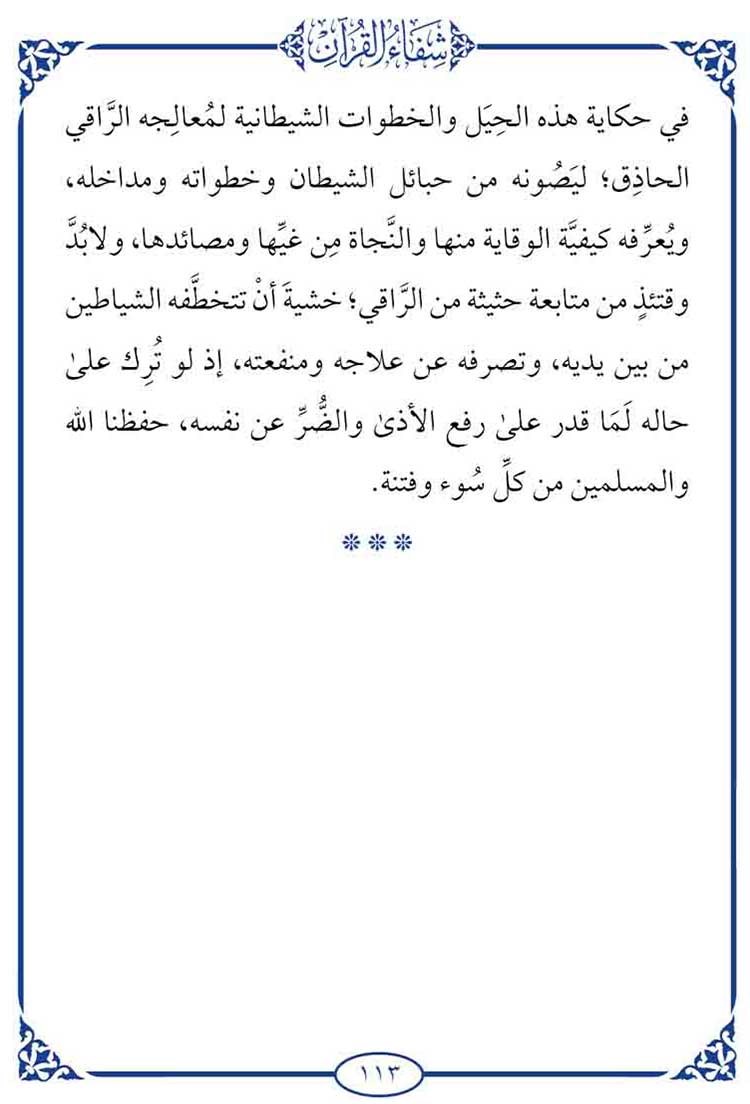 شِفَاءُ القُرْآنِ
في حكاية هذه الحِيَل والخطوات الشيطانية لمُعالِجه الرَّاقي
الحاذِق؛ ليَصُونه من حبائل الشيطان وخطواته ومداخله،
ويُعرِّفه كيفيَّة الوقاية منها والنَّجاة مِن غيِّها ومصائدها، ولابُدَّ
وقتئذٍ من متابعة حثيثة من الرَّاقي؛ خشيةَ أنْ تتخطَّفه الشياطين
من بين يديه، وتصرفه عن علاجه ومنفعته، إذ لو تُرِك علىٰ
حاله لَمَا قدر علىٰ رفع الأذىٰ والضُّرِّ عن نفسه، حفظنا الله
والمسلمين من كلِّ سُوء وفتنة.
١١٣